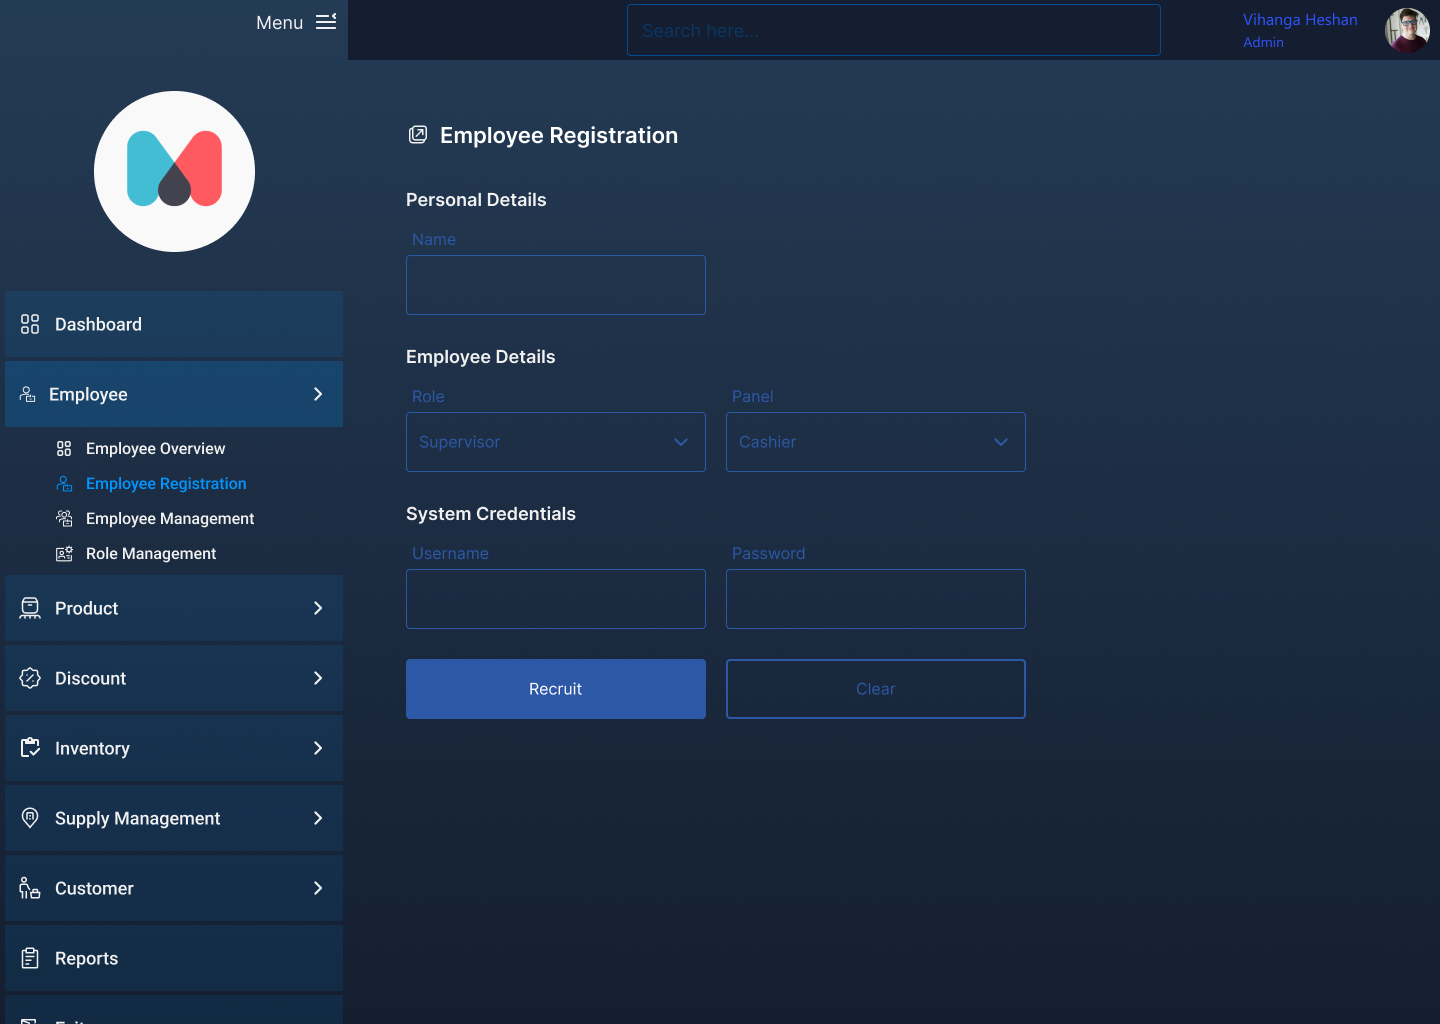 Menu
Search here...
Vihanga Heshan
Admin
Employee Registration
Personal Details
Name
Employee Details
Role
Panel
Supervisor
Cashier
System Credentials
Username
Password
Recruit
Clear
Dashboard
Employee
Employee Overview
Employee Registration
Employee Management
Role Management
Product
Discount
Inventory
Supply Management
Customer
Reports